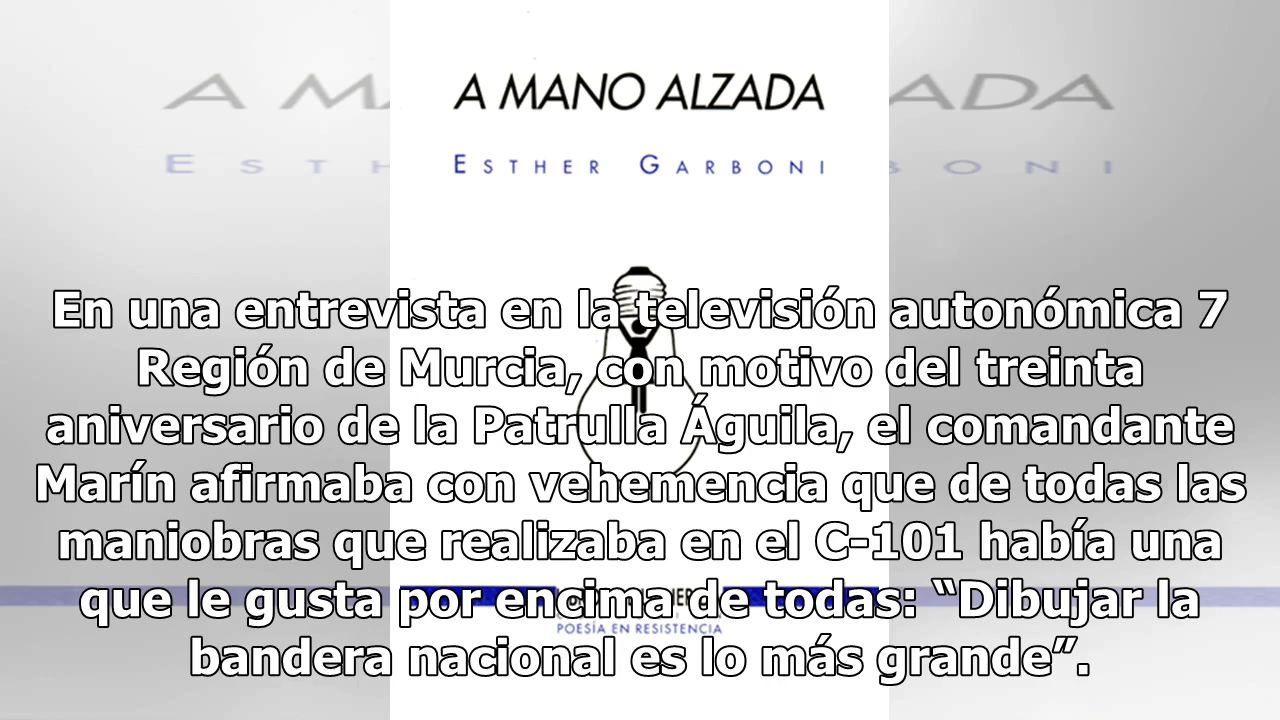 A MANO ALZADA
ESTHER GARBONI
En una entrevista en la televisión autonómica 7
Región de Murcia, con motivo del treinta
aniversario de la Patrulla Águila, el comandante
Marín afirmaba con vehemencia que de todas las
maniobras que realizaba en el C-101 había una
que le gusta por encima de todas: “Dibujar la
bandera nacional es lo más grande”.
POESÍA EN RESISTENCIA